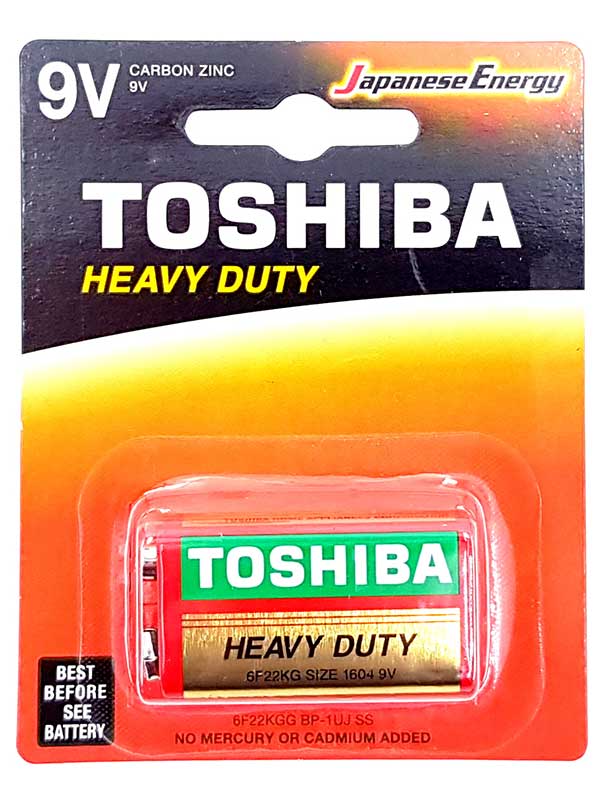 9V
CARBON ZINC
9V
Japanese Energy
TOSHIBA
HEAVY DUTY
TOSHIBA
HEAVY DUTY
6F22KG SIZE 1604 9V
BEST
BEFORE
SEE
BATTERY
6F22KGG BP-1UJ SS
NO MERCURY OR CADMIUM ADDED